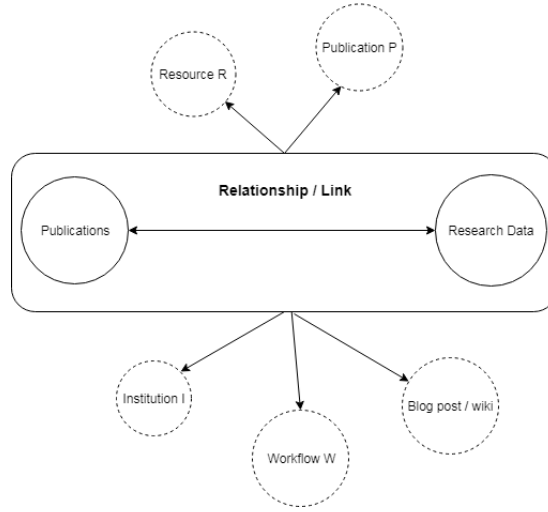 Publication P
Resource R
Relationship / Link
Publications
Research Data
Institution I
Blog post / wiki
Workflow W